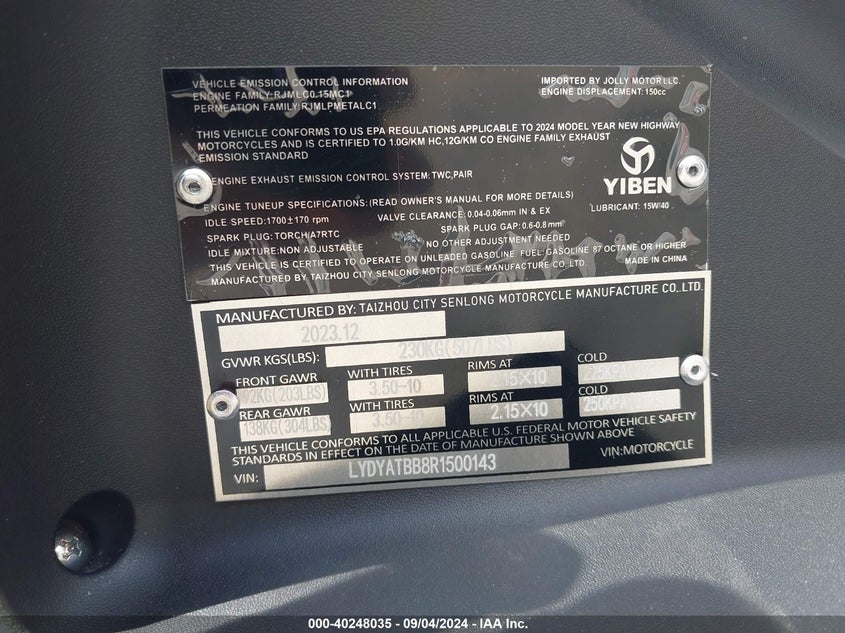 VEHICLE EMISSION CONTROL INFORMATION
IMPORTED BY JOLLY MOTOR LLC.
ENGINE FAMILY:RJMLC0.15MC1
ENGINE DISPLACEMENT:150cc
PERMEATION FAMILY:RJMLPMETALC1
THIS VEHICLE CONFORMS TO US EPA REGULATIONS APPLICABLE TO 2024 MODEL YEAR NEW HIGHWAY
MOTORCYCLES AND IS CERTIFIED TO 1.0G/KM HC,12G/KM CO ENGINE FAMILY EXHAUST
EMISSION STANDARD
ENGINE EXHAUST EMISSION CONTROL SYSTEM:TWC,PAIR
YIBEN
ENGINE TUNEUP SPECIFICATIONS:(READ OWNER'S MANUAL FOR MORE DETAILS)
LUBRICANT: 15W/40
IDLE SPEED:1700±170 rpm
VALVE CLEARANCE: 0.04-0.06mm IN & EX
SPARK PLUG: TORCH/A7RTC
SPARK PLUG GAP: 0.6-0.8mm
IDLE MIXTURE:NON ADJUSTABLE
NO OTHER ADJUSTMENT NEEDED
THIS VEHICLE IS CERTIFIED TO OPERATE ON UNLEADED GASOLINE. FUEL: GASOLINE 87 OCTANE OR HIGHER
MANUFACTURED BY TAIZHOU CITY SENLONG MOTORCYCLE MANUFACTURE CO.,LTD.
MADE IN CHINA
MANUFACTURED BY: TAIZHOU CITY SENLONG MOTORCYCLE MANUFACTURE CO.,LTD.
2023.12
GVWR KGS(LBS): 230KG(507LBS)
FRONT GAWR WITH TIRES RIMS AT COLD
92KG(203LBS) 3.50-10 2.15×10 225KPA
REAR GAWR WITH TIRES RIMS AT COLD
138KG(304LBS) 3.50-10 2.15×10 250KPA
THIS VEHICLE CONFORMS TO ALL APPLICABLE U.S. FEDERAL MOTOR VEHICLE SAFETY
STANDARDS IN EFFECT ON THE DATE OF MANUFACTURE SHOWN ABOVE
VIN: LYDYATBB8R1500143
VIN:MOTORCYCLE
000-40248035 - 09/04/2024 - IAA Inc.